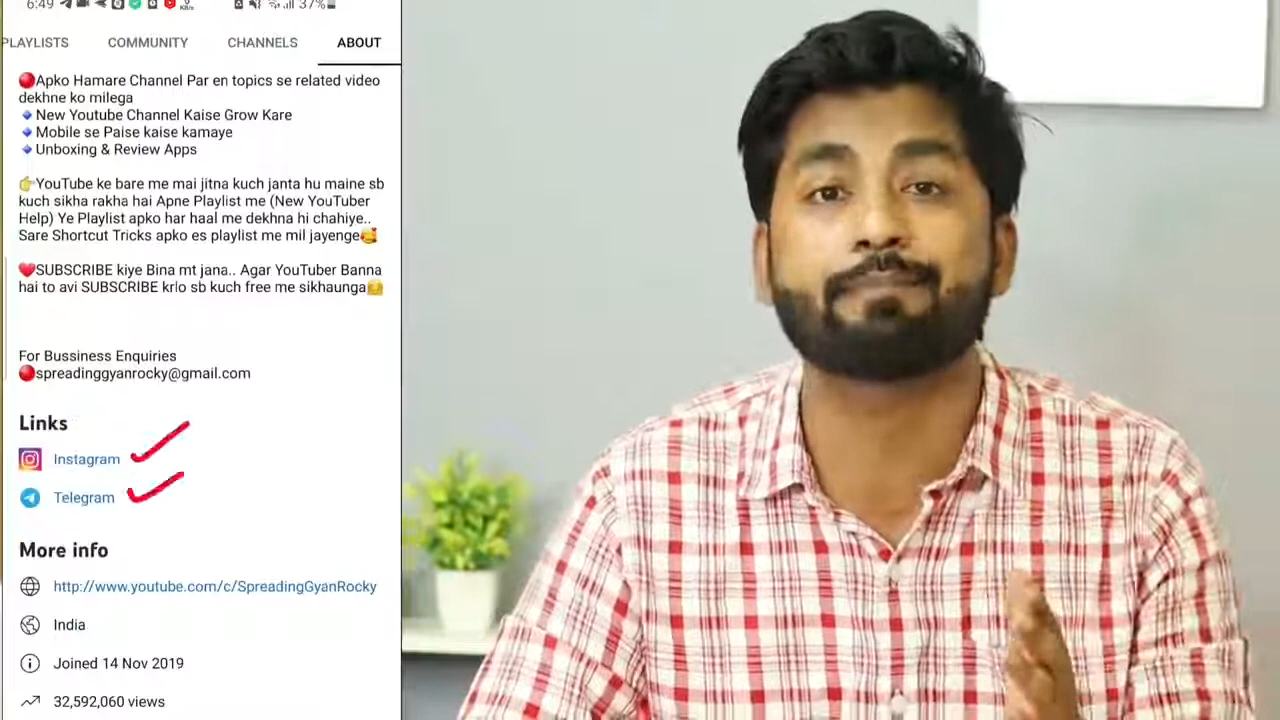 6:49
KB/s
37%
PLAYLISTS COMMUNITY CHANNELS ABOUT
🔴Apko Hamare Channel Par en topics se related video
dekhne ko milega
🔹New Youtube Channel Kaise Grow Kare
🔹Mobile se Paise kaise kamaye
🔹Unboxing & Review Apps
👉YouTube ke bare me mai jitna kuch janta hu maine sb
kuch sikha rakha hai Apne Playlist me (New YouTuber
Help) Ye Playlist apko har haal me dekhna hi chahiye..
Sare Shortcut Tricks apko es playlist me mil jayenge🥰
❤️SUBSCRIBE kiye Bina mt jana.. Agar YouTuber Banna
hai to avi SUBSCRIBE krlo sb kuch free me sikhaunga
For Bussiness Enquiries
🔴spreadinggyanrocky@gmail.com
Links
Instagram
Telegram
More info
http://www.youtube.com/c/SpreadingGyanRocky
India
Joined 14 Nov 2019
32,592,060 views